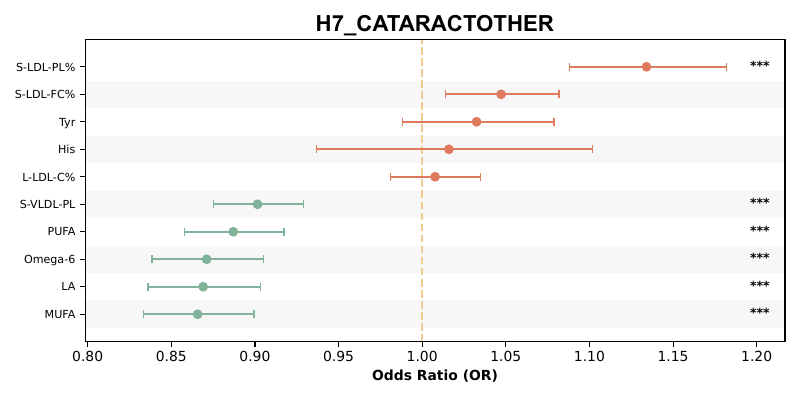 H7_CATARACTOTHER
S-LDL-PL% ***
S-LDL-FC%
Tyr
His
L-LDL-C%
S-VLDL-PL ***
PUFA ***
Omega-6 ***
LA ***
MUFA ***
0.80 0.85 0.90 0.95 1.00 1.05 1.10 1.15 1.20
Odds Ratio (OR)